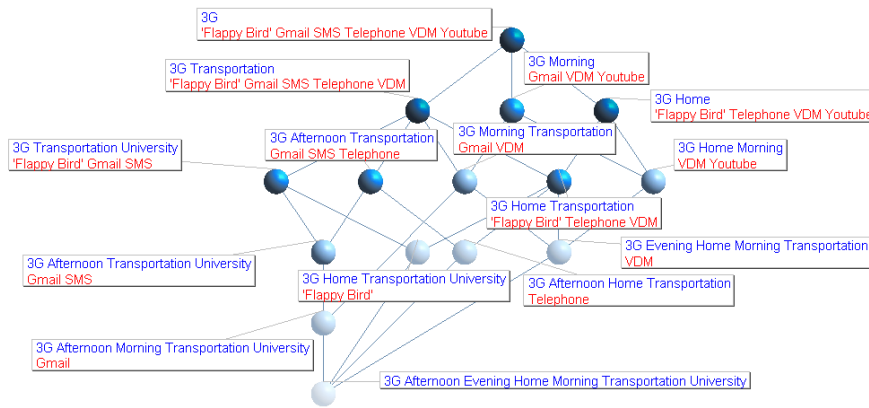 3G
'Flappy Bird' Gmail SMS Telephone VDM Youtube
3G Transportation
'Flappy Bird' Gmail SMS Telephone VDM
3G Morning
Gmail VDM Youtube
3G Home
'Flappy Bird' Telephone VDM Youtube
3G Transportation University
'Flappy Bird' Gmail SMS
3G Afternoon Transportation
Gmail SMS Telephone
3G Morning Transportation
Gmail VDM
3G Home Morning
VDM Youtube
3G Home Transportation
'Flappy Bird' Telephone VDM
3G Evening Home Morning Transportation
VDM
3G Afternoon Transportation University
Gmail SMS
3G Home Transportation University
'Flappy Bird'
3G Afternoon Home Transportation
Telephone
3G Afternoon Morning Transportation University
Gmail
3G Afternoon Evening Home Morning Transportation University